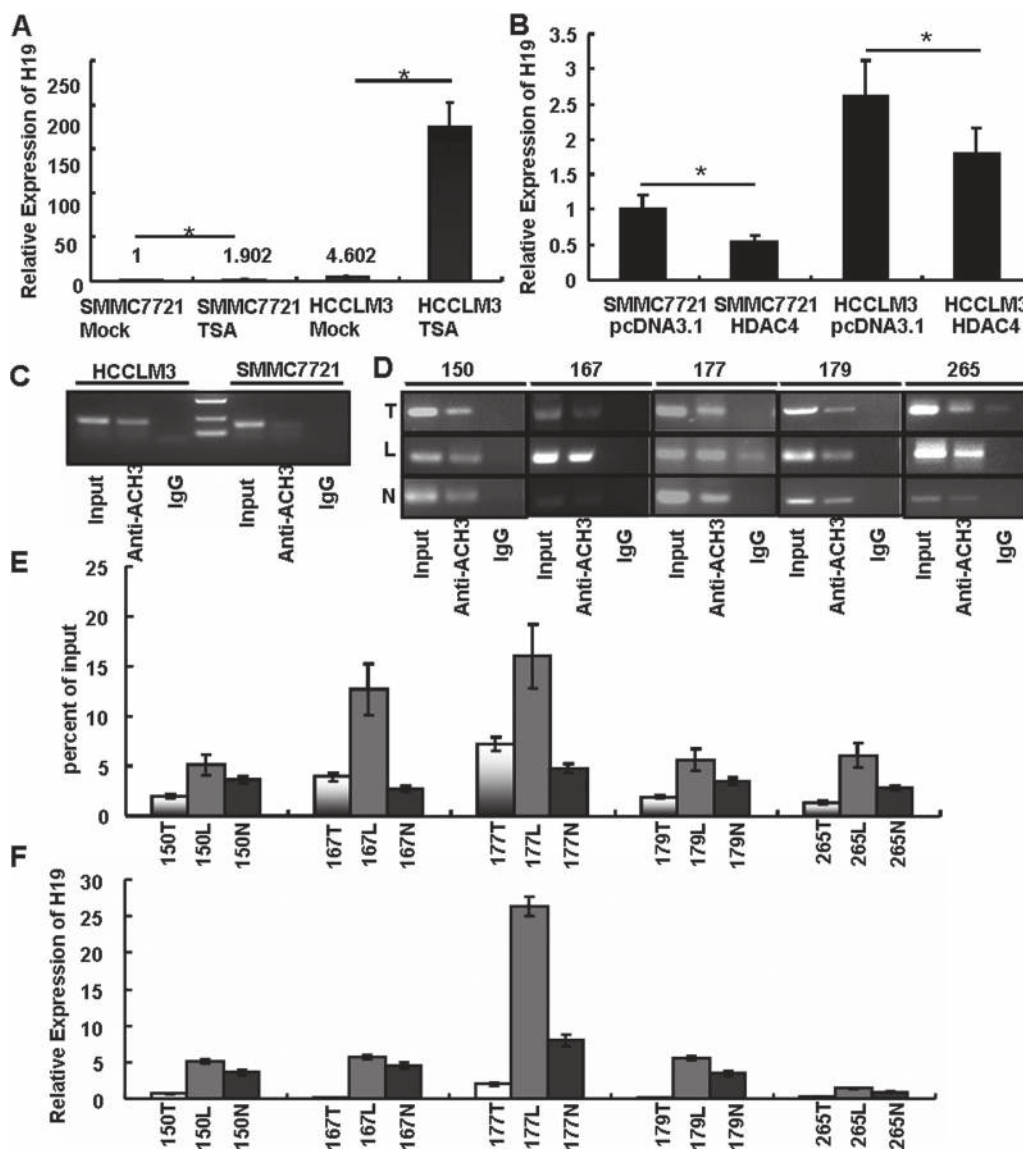 A
Relative Expression of H19
250
200
150
100
50
0
*
*
1
1.902
4.602
SMMC7721 Mock
SMMC7721 TSA
HCCLM3 Mock
HCCLM3 TSA
B
Relative Expression of H19
3.5
3
2.5
2
1.5
1
0.5
0
*
*
SMMC7721 pcDNA3.1
SMMC7721 HDAC4
HCCLM3 pcDNA3.1
HCCLM3 HDAC4
C
HCCLM3
SMMC7721
Input
Anti-ACH3
IgG
Input
Anti-ACH3
IgG
D
150
167
177
179
265
T
L
N
Input
Anti-ACH3
IgG
Input
Anti-ACH3
IgG
Input
Anti-ACH3
IgG
Input
Anti-ACH3
IgG
Input
Anti-ACH3
IgG
E
percent of input
25
20
15
10
5
0
150T
150L
150N
167T
167L
167N
177T
177L
177N
179T
179L
179N
265T
265L
265N
F
Relative Expression of H19
30
25
20
15
10
5
0
150T
150L
150N
167T
167L
167N
177T
177L
177N
179T
179L
179N
265T
265L
265N